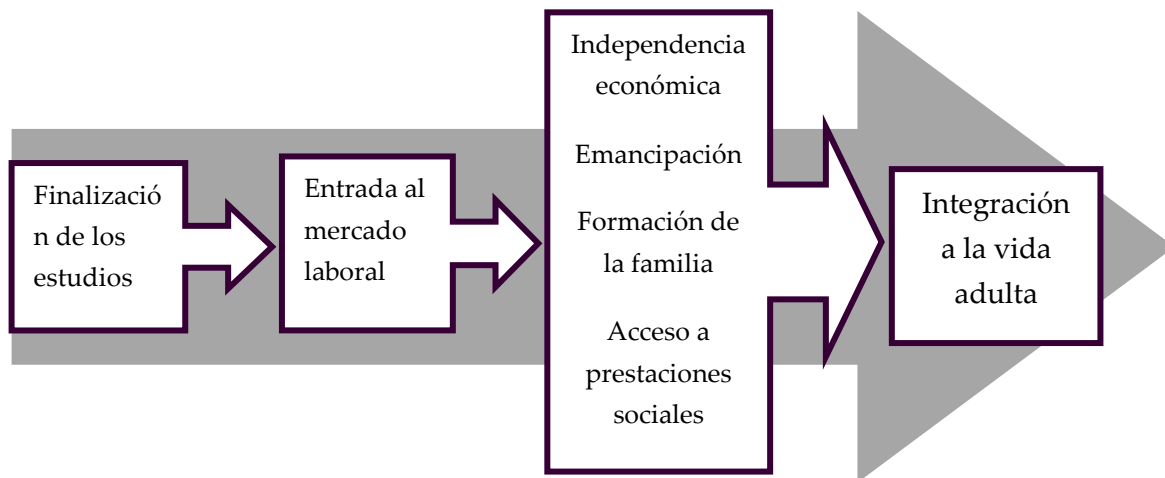 Finalizació
n de los
estudios
Entrada al
mercado
laboral
Independencia
económica
Emancipación
Formación de
la familia
Acceso a
prestaciones
sociales
Integración
a la vida
adulta